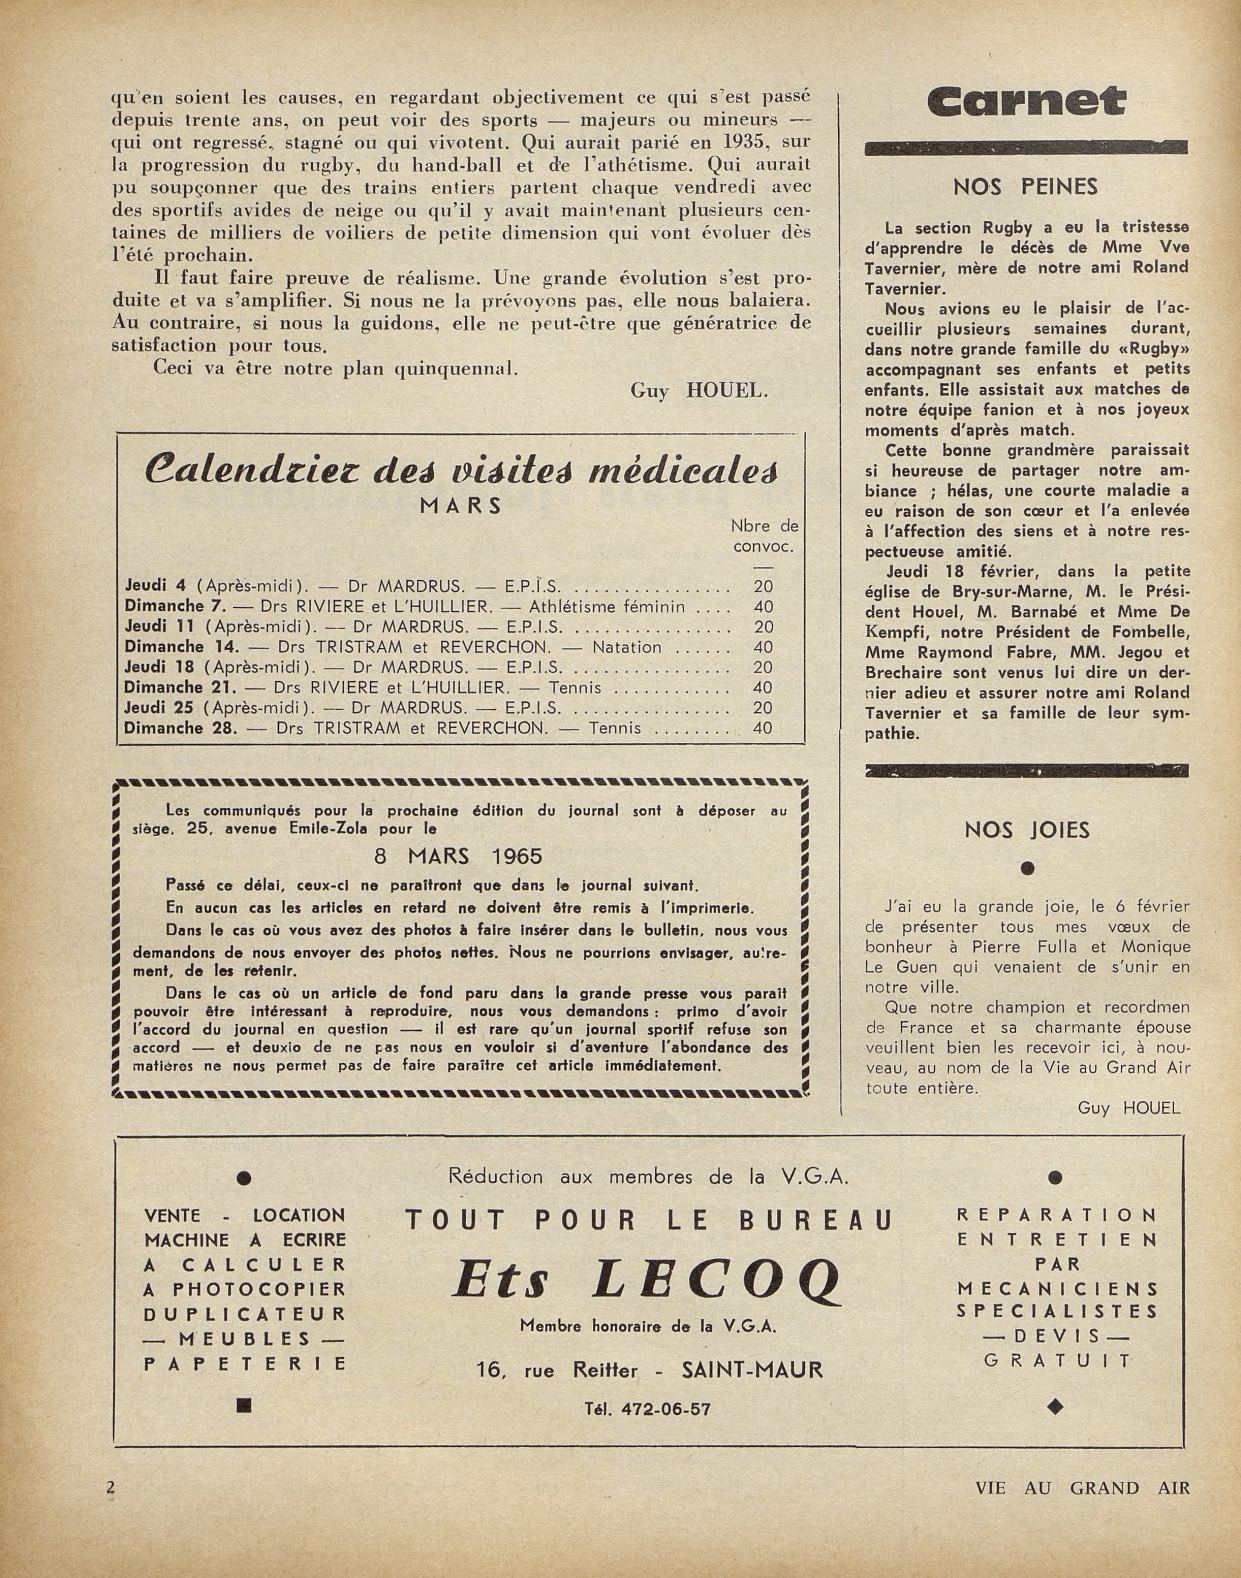 qu'en soient les causes, en regardant objectivement ce qui s'est passé
depuis trente ans, on peut voir des sports — majeurs ou mineurs —
qui ont regressé, stagné ou qui vivotent. Qui aurait parié en 1935, sur
la progression du rugby, du hand-ball et de l'athétisme. Qui aurait
pu soupçonner que des trains entiers partent chaque vendredi avec
des sportifs avides de neige ou qu'il y avait maintenant plusieurs cen-
taines de milliers de voiliers de petite dimension qui vont évoluer dès
l'été prochain.
Il faut faire preuve de réalisme. Une grande évolution s'est pro-
duite et va s'amplifier. Si nous ne la prévoyons pas, elle nous balaiera.
Au contraire, si nous la guidons, elle ne peut-être que génératrice de
satisfaction pour tous.
Ceci va être notre plan quinquennal.
Guy HOUEL.
Calendrier des visites médicales
MARS
Nbre de
convoc.
—
Jeudi 4 (Après-midi). — Dr MARDRUS. — E.P.I.S. ................ 20
Dimanche 7. — Drs RIVIERE et L'HUILLIER. — Athlétisme féminin .... 40
Jeudi 11 (Après-midi). — Dr MARDRUS. — E.P.I.S. ................ 20
Dimanche 14. — Drs TRISTRAM et REVERCHON. — Natation ...... 40
Jeudi 18 (Après-midi). — Dr MARDRUS. — E.P.I.S. ................ 20
Dimanche 21. — Drs RIVIERE et L'HUILLIER. — Tennis ............ 40
Jeudi 25 (Après-midi). — Dr MARDRUS. — E.P.I.S. ................ 20
Dimanche 28. — Drs TRISTRAM et REVERCHON. — Tennis ........ 40
Les communiqués pour la prochaine édition du journal sont à déposer au
siège, 25, avenue Emile-Zola pour le
8 MARS 1965
Passé ce délai, ceux-ci ne paraîtront que dans le journal suivant.
En aucun cas les articles en retard ne doivent être remis à l'imprimerie.
Dans le cas où vous avez des photos à faire insérer dans le bulletin, nous vous
demandons de nous envoyer des photos nettes. Nous ne pourrions envisager, autre-
ment, de les retenir.
Dans le cas où un article de fond paru dans la grande presse vous paraît
pouvoir être intéressant à reproduire, nous vous demandons : primo d'avoir
l'accord du journal en question — il est rare qu'un journal sportif refuse son
accord — et deuxio de ne pas nous en vouloir si d'aventure l'abondance des
matières ne nous permet pas de faire paraître cet article immédiatement.
Carnet
NOS PEINES
La section Rugby a eu la tristesse
d'apprendre le décès de Mme Vve
Tavernier, mère de notre ami Roland
Tavernier.
Nous avions eu le plaisir de l'ac-
cueillir plusieurs semaines durant,
dans notre grande famille du «Rugby»
accompagnant ses enfants et petits
enfants. Elle assistait aux matches de
notre équipe fanion et à nos joyeux
moments d'après match.
Cette bonne grandmère paraissait
si heureuse de partager notre am-
biance ; hélas, une courte maladie a
eu raison de son cœur et l'a enlevée
à l'affection des siens et à notre res-
pectueuse amitié.
Jeudi 18 février, dans la petite
église de Bry-sur-Marne, M. le Prési-
dent Houel, M. Barnabé et Mme De
Kempfi, notre Président de Fombelle,
Mme Raymond Fabre, MM. Jegou et
Brechaire sont venus lui dire un der-
nier adieu et assurer notre ami Roland
Tavernier et sa famille de leur sym-
pathie.
NOS JOIES
J'ai eu la grande joie, le 6 février
de présenter tous mes vœux de
bonheur à Pierre Fulla et Monique
Le Guen qui venaient de s'unir en
notre ville.
Que notre champion et recordmen
de France et sa charmante épouse
veuillent bien les recevoir ici, à nou-
veau, au nom de la Vie au Grand Air
toute entière.
Guy HOUEL
VENTE - LOCATION
MACHINE A ECRIRE
A CALCULER
A PHOTOCOPIER
DUPLICATEUR
— MEUBLES —
PAPETERIE
Réduction aux membres de la V.G.A.
TOUT POUR LE BUREAU
Ets LECOQ
Membre honoraire de la V.G.A.
16, rue Reitter - SAINT-MAUR
Tél. 472-06-57
REPARATION
ENTRETIEN
PAR
MECANICIENS
SPECIALISTES
— DEVIS —
GRATUIT
2
VIE AU GRAND AIR